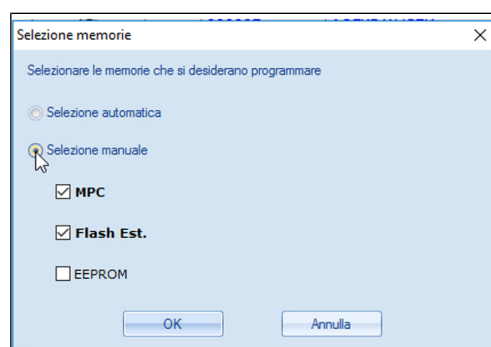 Selezione memorie
Selezionare le memorie che si desiderano programmare
Selezione automatica
Selezione manuale
MPC
Flash Est.
EEPROM
OK
Annulla